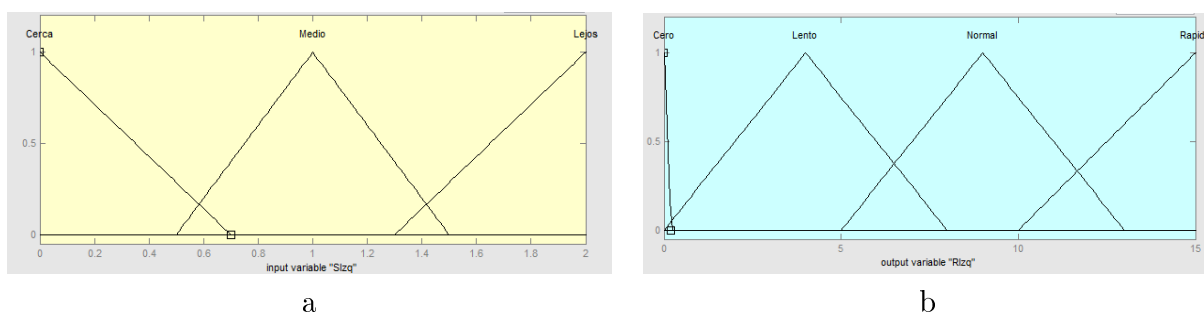 Cerca Medio Lejos
1
0.5
0
0 0.2 0.4 0.6 0.8 1 1.2 1.4 1.6 1.8 2
input variable "SIzq"
a
Cero Lento Normal Rapid
1
0.5
0
0 5 10 15
output variable "RIzq"
b